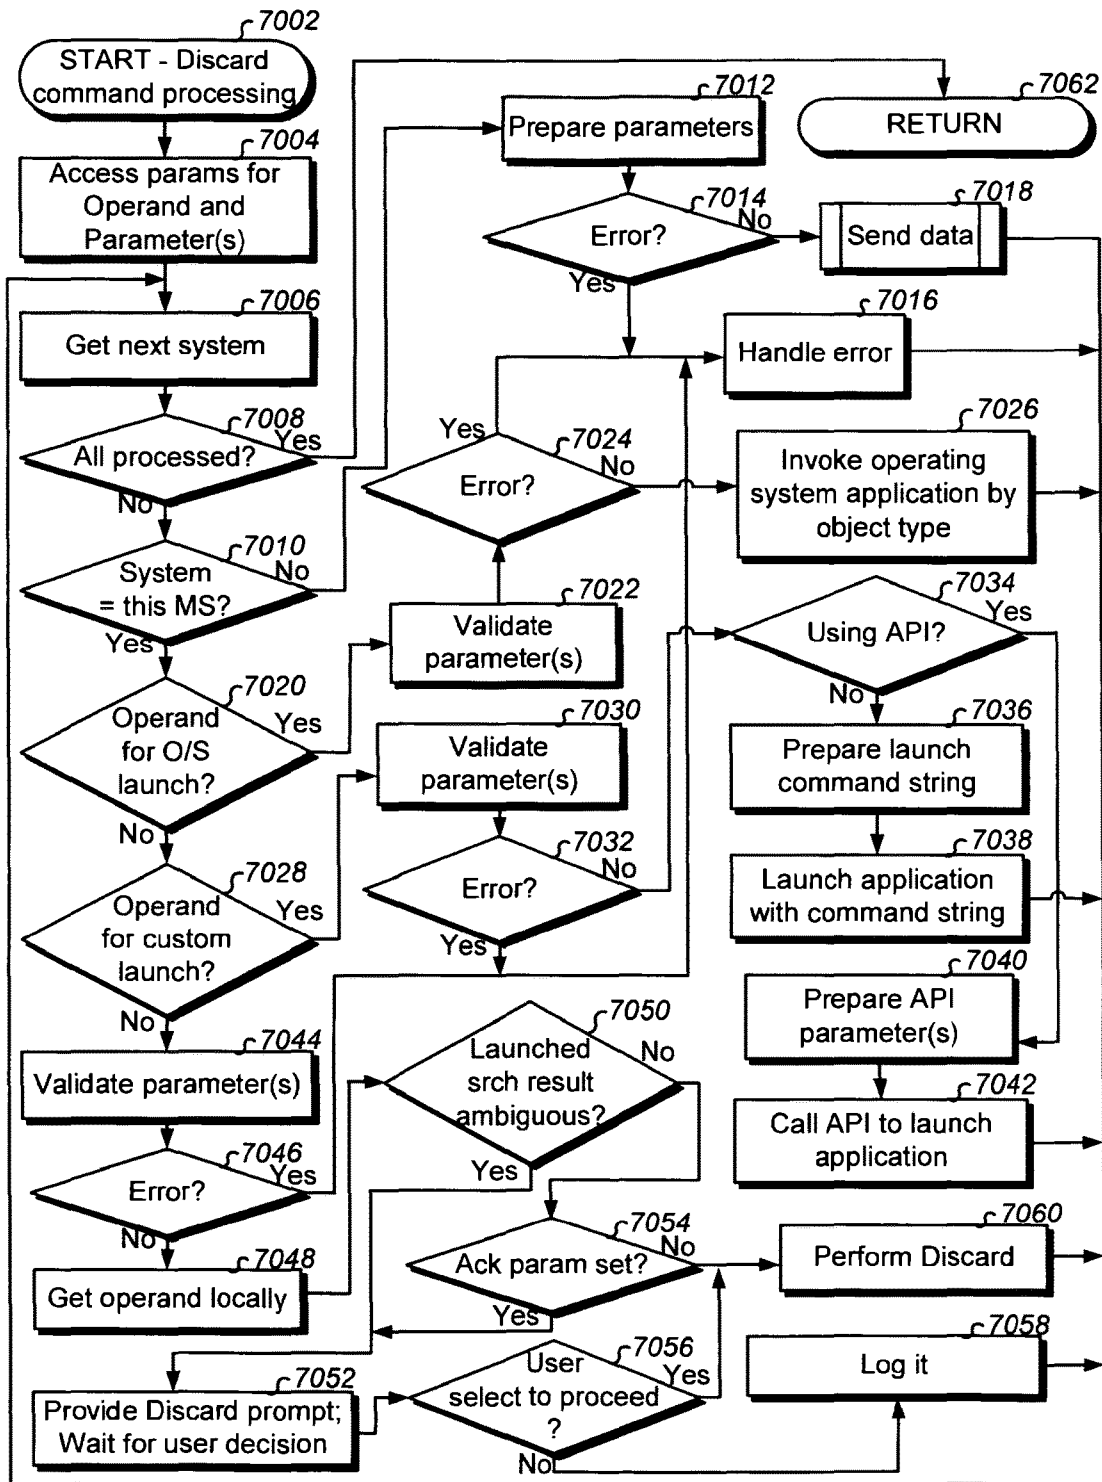 7002
START - Discard
command processing
7004
Access params for
Operand and
Parameter(s)
7006
Get next system
7008
All processed?
Yes
No
7010
System
= this MS?
No
Yes
7020
Operand
for O/S
launch?
Yes
No
7028
Operand
for custom
launch?
Yes
No
7044
Validate parameter(s)
7046
Error?
Yes
No
7048
Get operand locally
7052
Provide Discard prompt;
Wait for user decision
7012
Prepare parameters
7014
Error?
No
Yes
7024
Error?
Yes
No
7022
Validate
parameter(s)
7030
Validate
parameter(s)
7032
Error?
No
Yes
7050
Launched
srch result
ambiguous?
No
Yes
7054
Ack param set?
No
Yes
7056
User
select to proceed
?
Yes
No
7062
RETURN
7018
Send data
7016
Handle error
7026
Invoke operating
system application by
object type
7034
Using API?
Yes
No
7036
Prepare launch
command string
7038
Launch application
with command string
7040
Prepare API
parameter(s)
7042
Call API to launch
application
7060
Perform Discard
7058
Log it